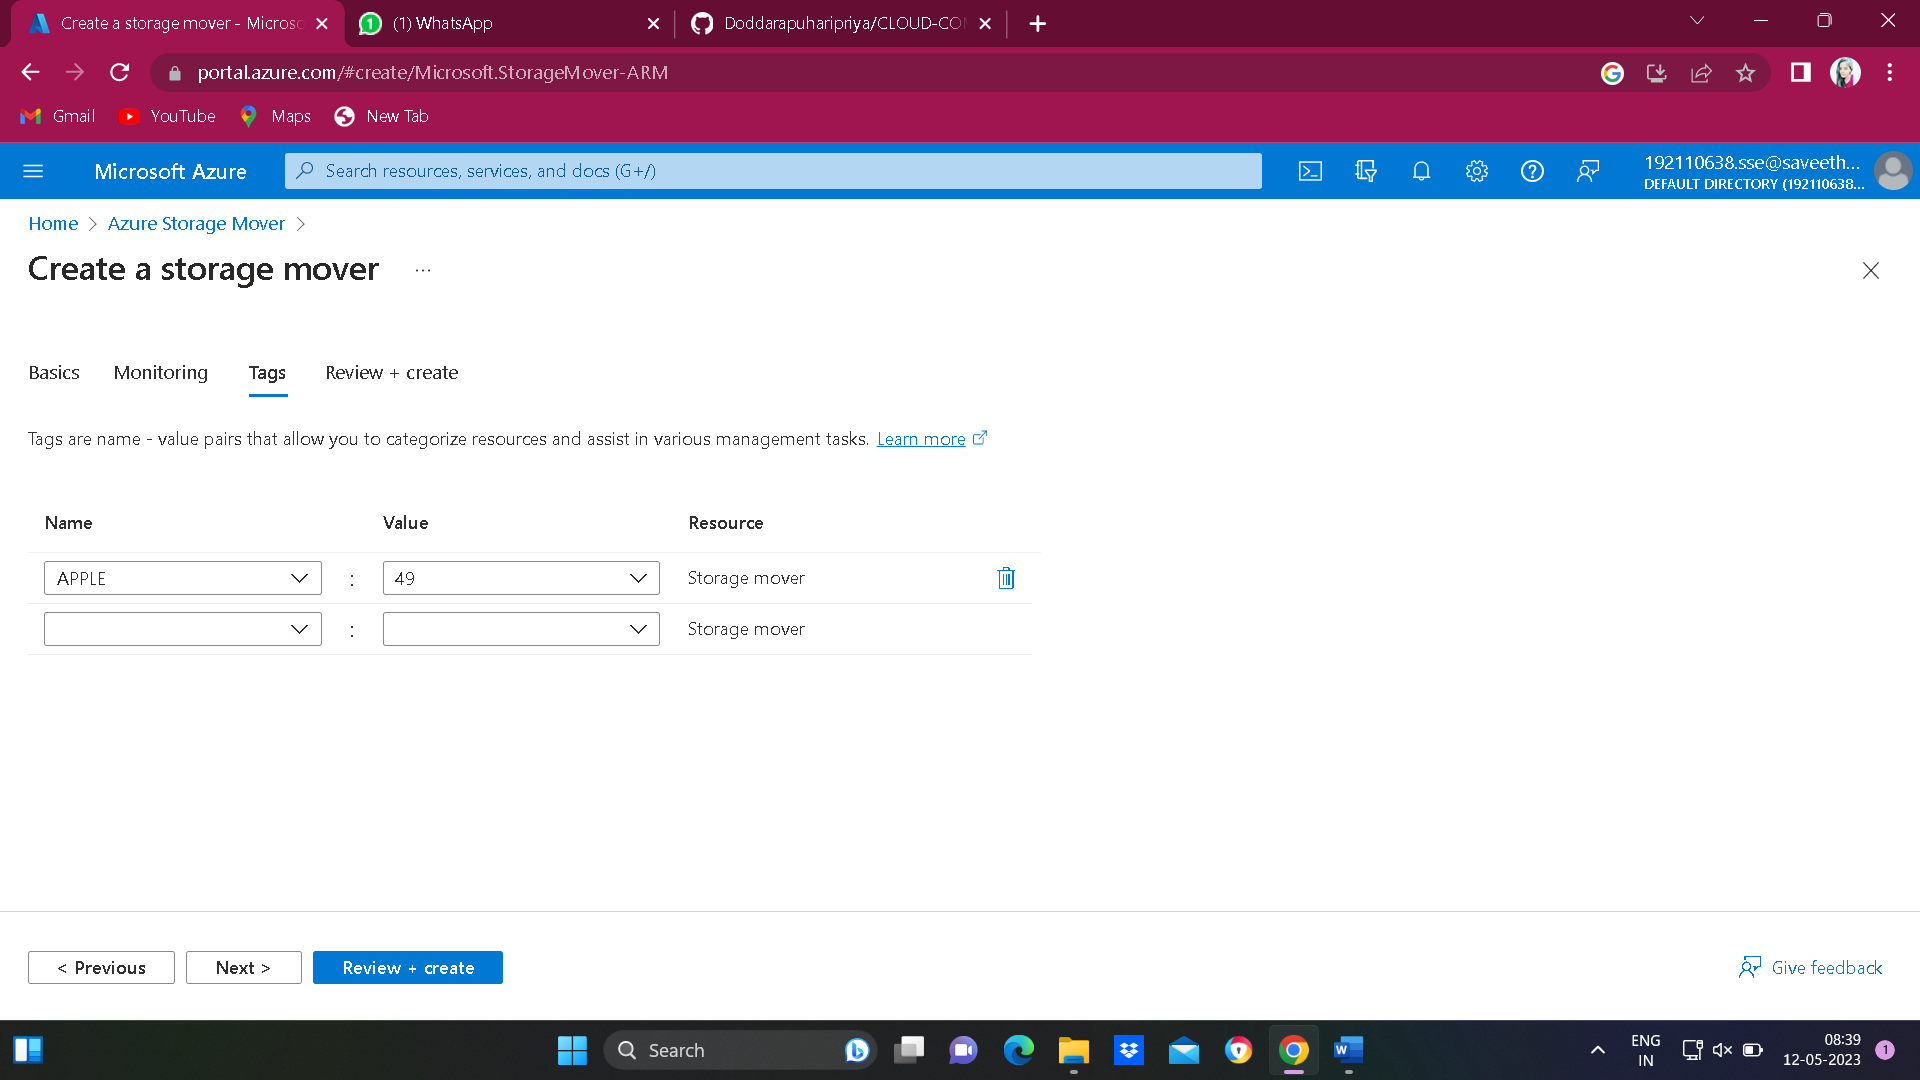 Create a storage mover - Micros
(1) WhatsApp
Doddarapuharipriya/CLOUD-CO
portal.azure.com/#create/Microsoft.StorageMover-ARM
Gmail
YouTube
Maps
New Tab
Microsoft Azure
Search resources, services, and docs (G+/)
192110638.sse@saveeth...
DEFAULT DIRECTORY (192110638...
Home > Azure Storage Mover >
Create a storage mover ...
Basics
Monitoring
Tags
Review + create
Tags are name - value pairs that allow you to categorize resources and assist in various management tasks. Learn more
Name Value Resource
APPLE : 49 Storage mover
: Storage mover
< Previous
Next >
Review + create
Give feedback
Search
ENG
IN
08:39
12-05-2023
1